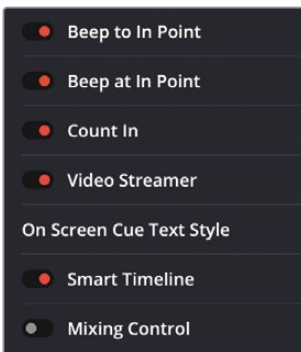 Beep to In Point
Beep at In Point
Count In
Video Streamer
On Screen Cue Text Style
Smart Timeline
Mixing Control